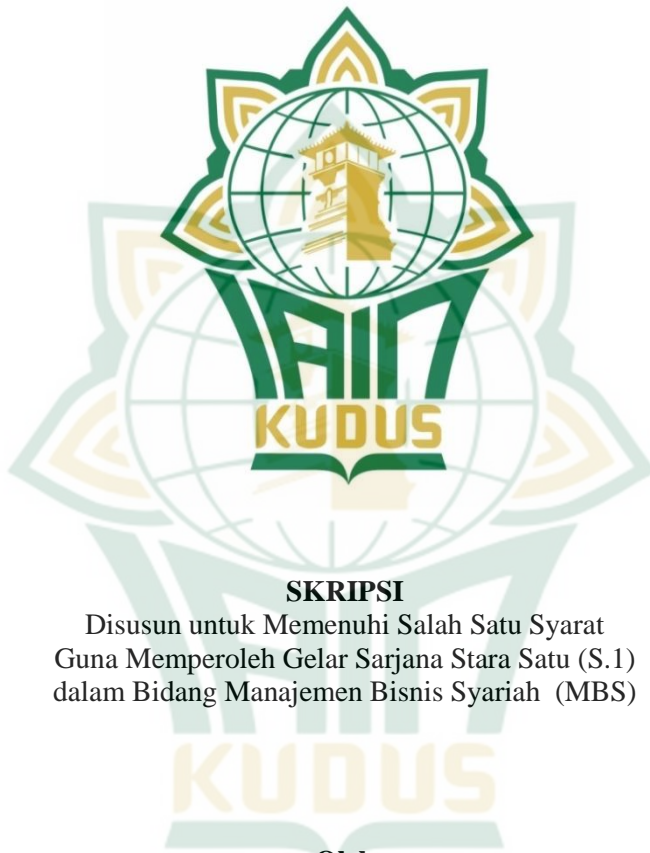 IAIN
KUDUS
SKRIPSI
Disusun untuk Memenuhi Salah Satu Syarat
Guna Memperoleh Gelar Sarjana Stara Satu (S.1)
dalam Bidang Manajemen Bisnis Syariah (MBS)
KUDUS